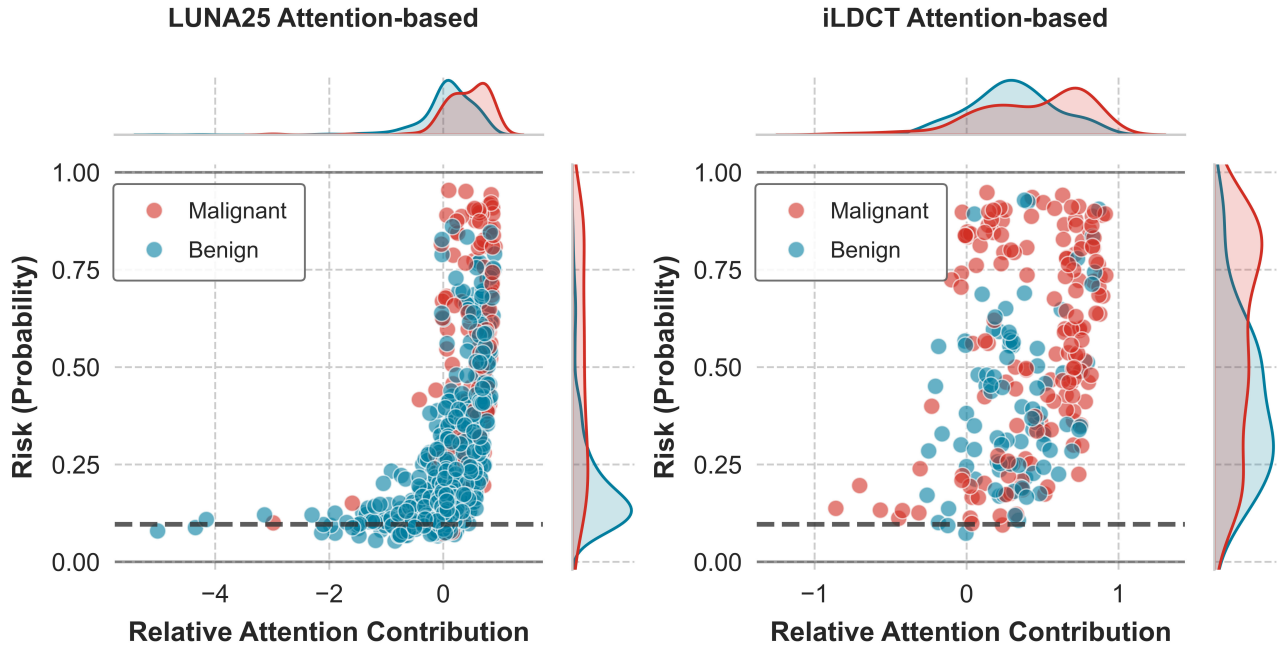 LUNA25 Attention-based
1.00
Malignant
Benign
0.75
0.50
0.25
0.00
Risk (Probability)
−4
−2
0
Relative Attention Contribution
iLDCT Attention-based
1.00
Malignant
Benign
0.75
0.50
0.25
0.00
Risk (Probability)
−1
0
1
Relative Attention Contribution